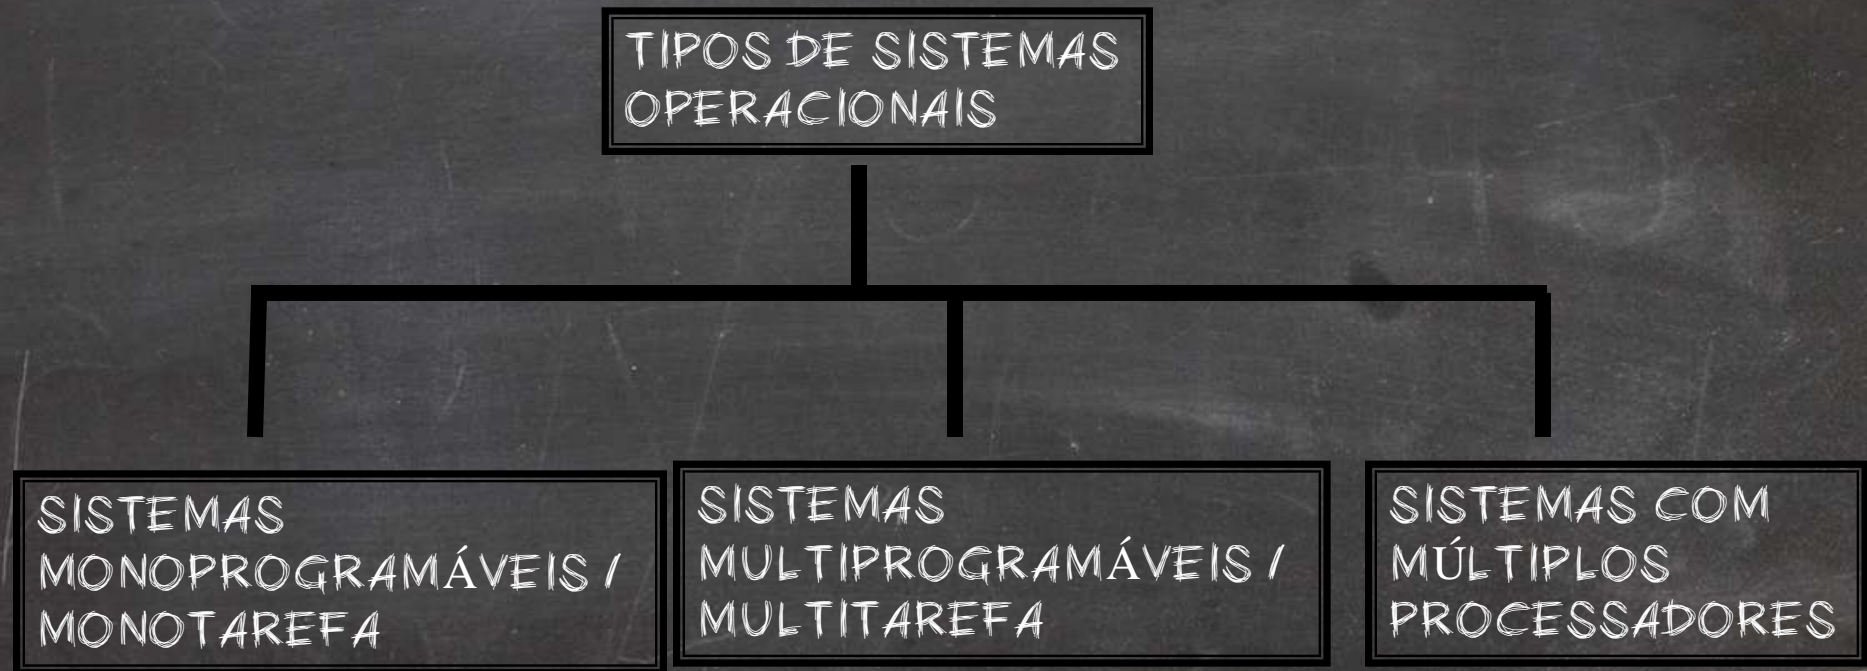 TIPOS DE SISTEMAS
OPERACIONAIS
SISTEMAS
MONOPROGRAMÁVEIS /
MONOTAREFA
SISTEMAS
MULTIPROGRAMÁVEIS /
MULTITAREFA
SISTEMAS COM
MÚLTIPLOS
PROCESSADORES